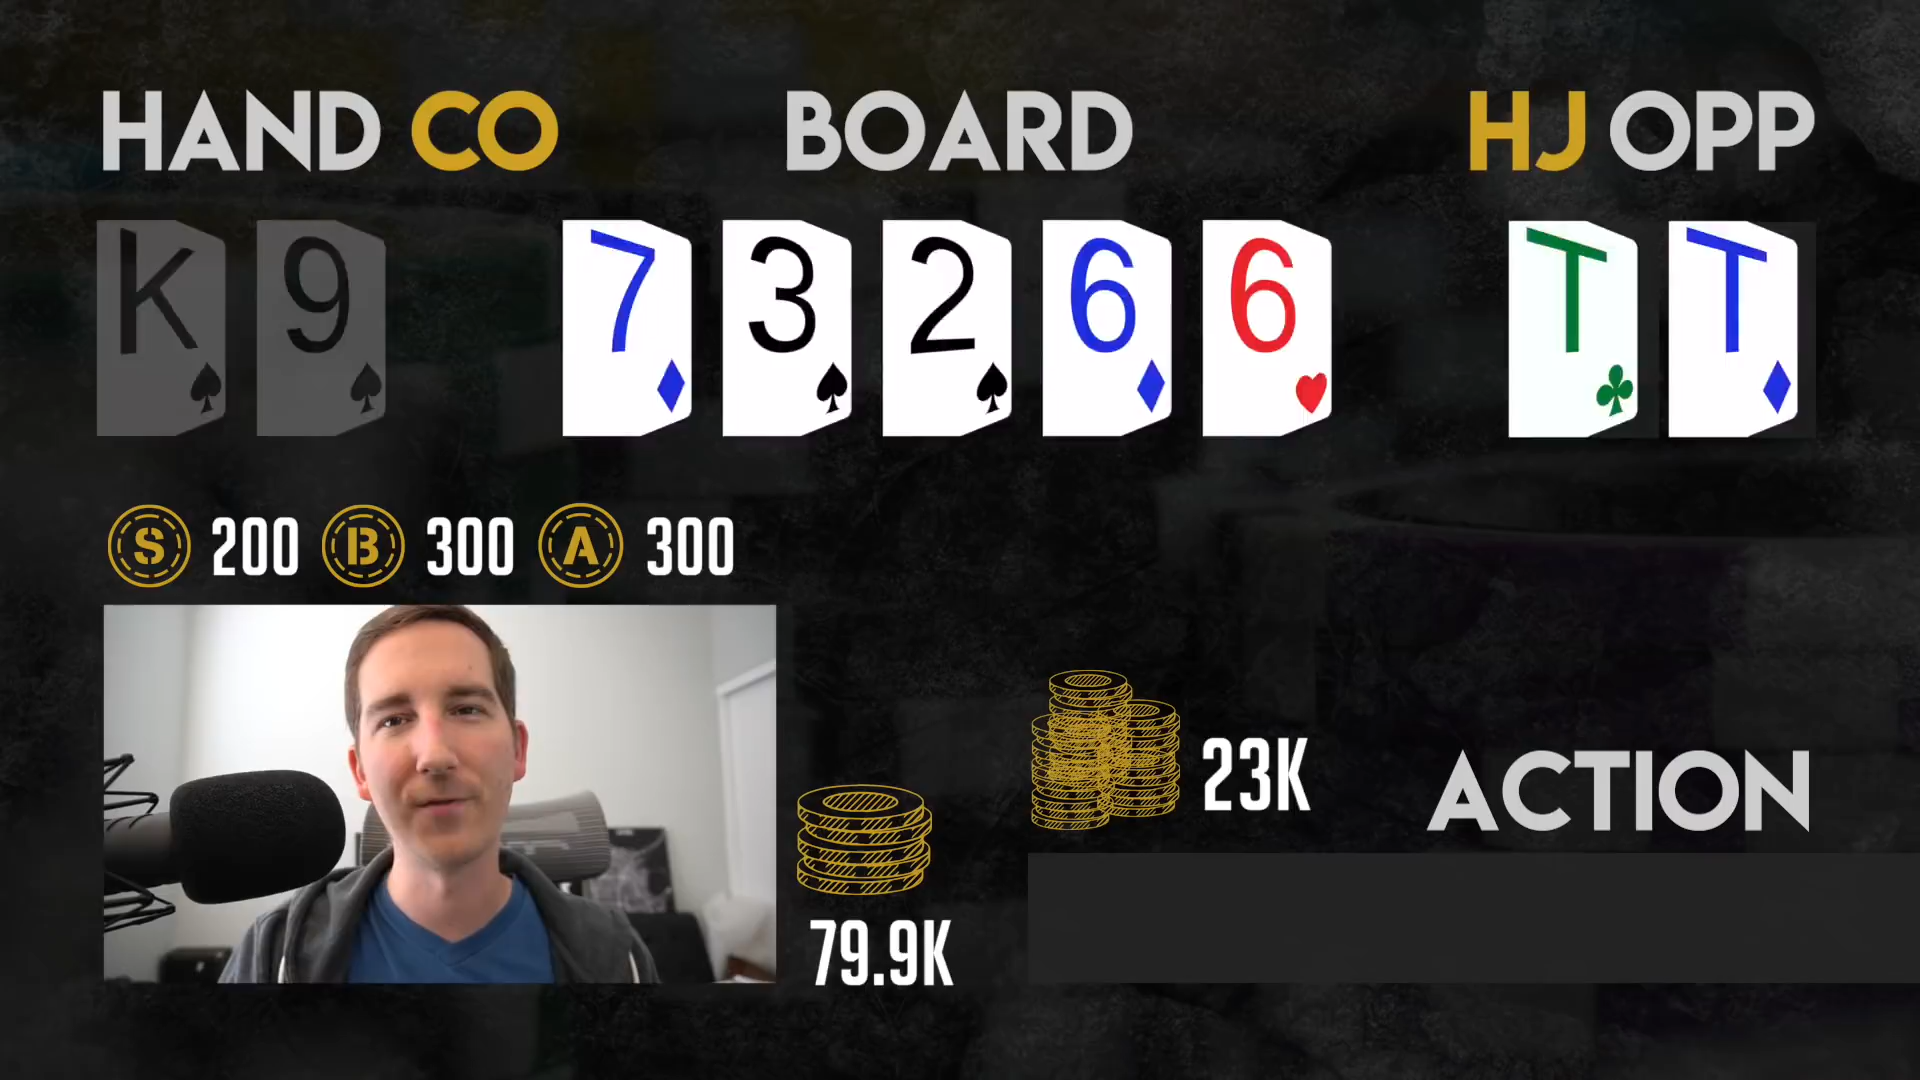 HAND CO BOARD HJ OPP
K 9 7 3 2 6 6 T T
S 200 B 300 A 300
23K
ACTION
79.9K